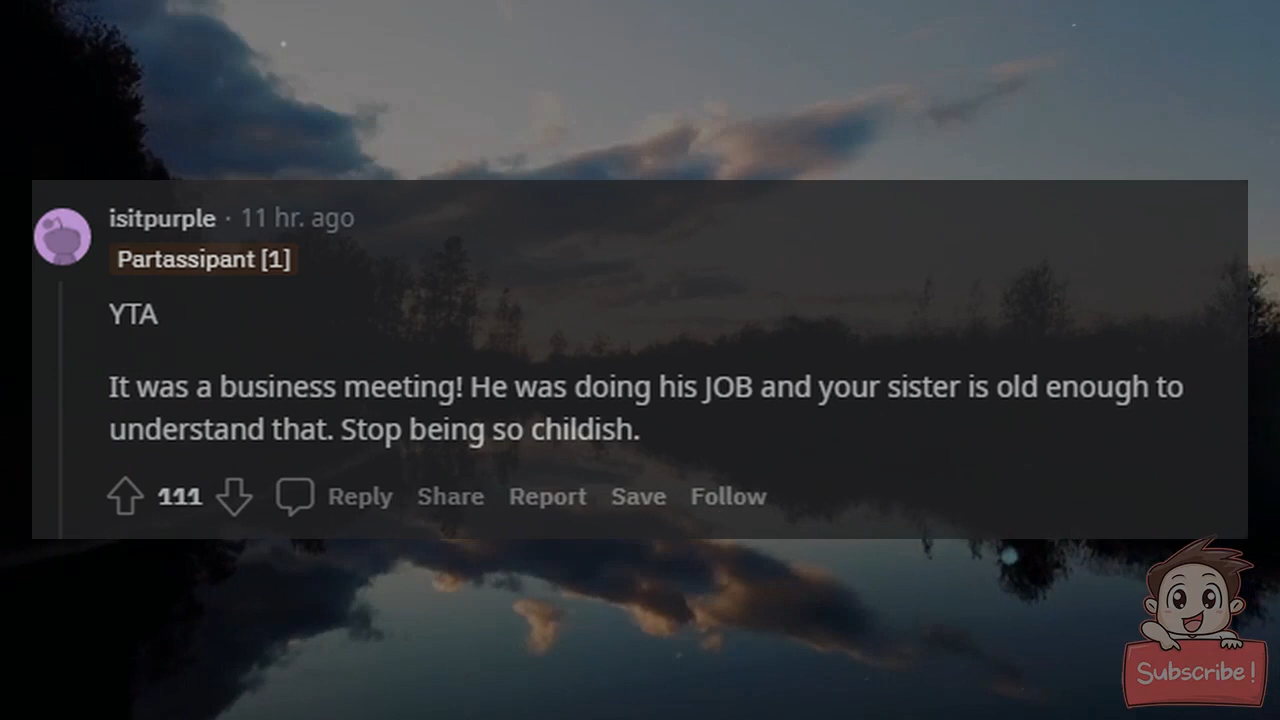 isitpurple · 11 hr. ago
Partassipant [1]
YTA
It was a business meeting! He was doing his JOB and your sister is old enough to
understand that. Stop being so childish.
111 Reply Share Report Save Follow
Subscribe!